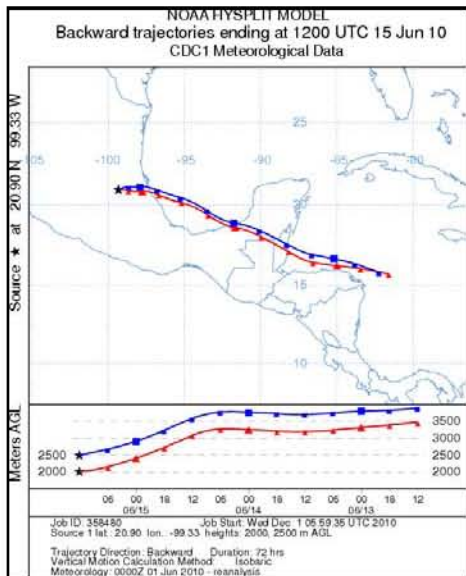 NOAA HYSPLIT MODEL
Backward trajectories ending at 1200 UTC 15 Jun 10
CDC1 Meteorological Data
Source ★ at 20.90 N 99.33 W
-105
-100
-95
-90
-85
-80
25
20
15
10
Meters AGL
2500
2000
3500
3000
2500
2000
06 00 18 12 06 00 18 12 06 00 18 12
06/15 06/14 06/13
Job ID: 358480 Job Start: Wed Dec 1 05:59:35 UTC 2010
Source 1 lat.: 20.90 lon.: -99.33 heights: 2000, 2500 m AGL
Trajectory Direction: Backward Duration: 72 hrs
Vertical Motion Calculation Method: Isobaric
Meteorology: 0000Z 01 Jun 2010 - reanalysis